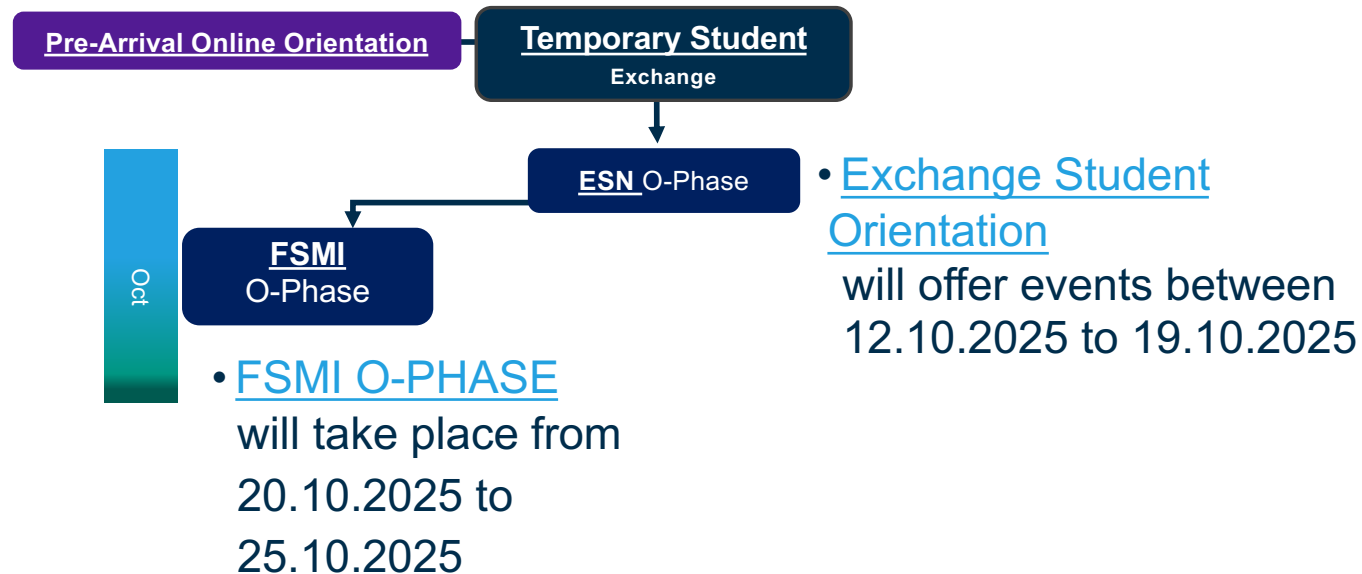 Pre-Arrival Online Orientation
Temporary Student
Exchange
ESN O-Phase
• Exchange Student
Orientation
will offer events between
12.10.2025 to 19.10.2025
Oct
FSMI
O-Phase
• FSMI O-PHASE
will take place from
20.10.2025 to
25.10.2025